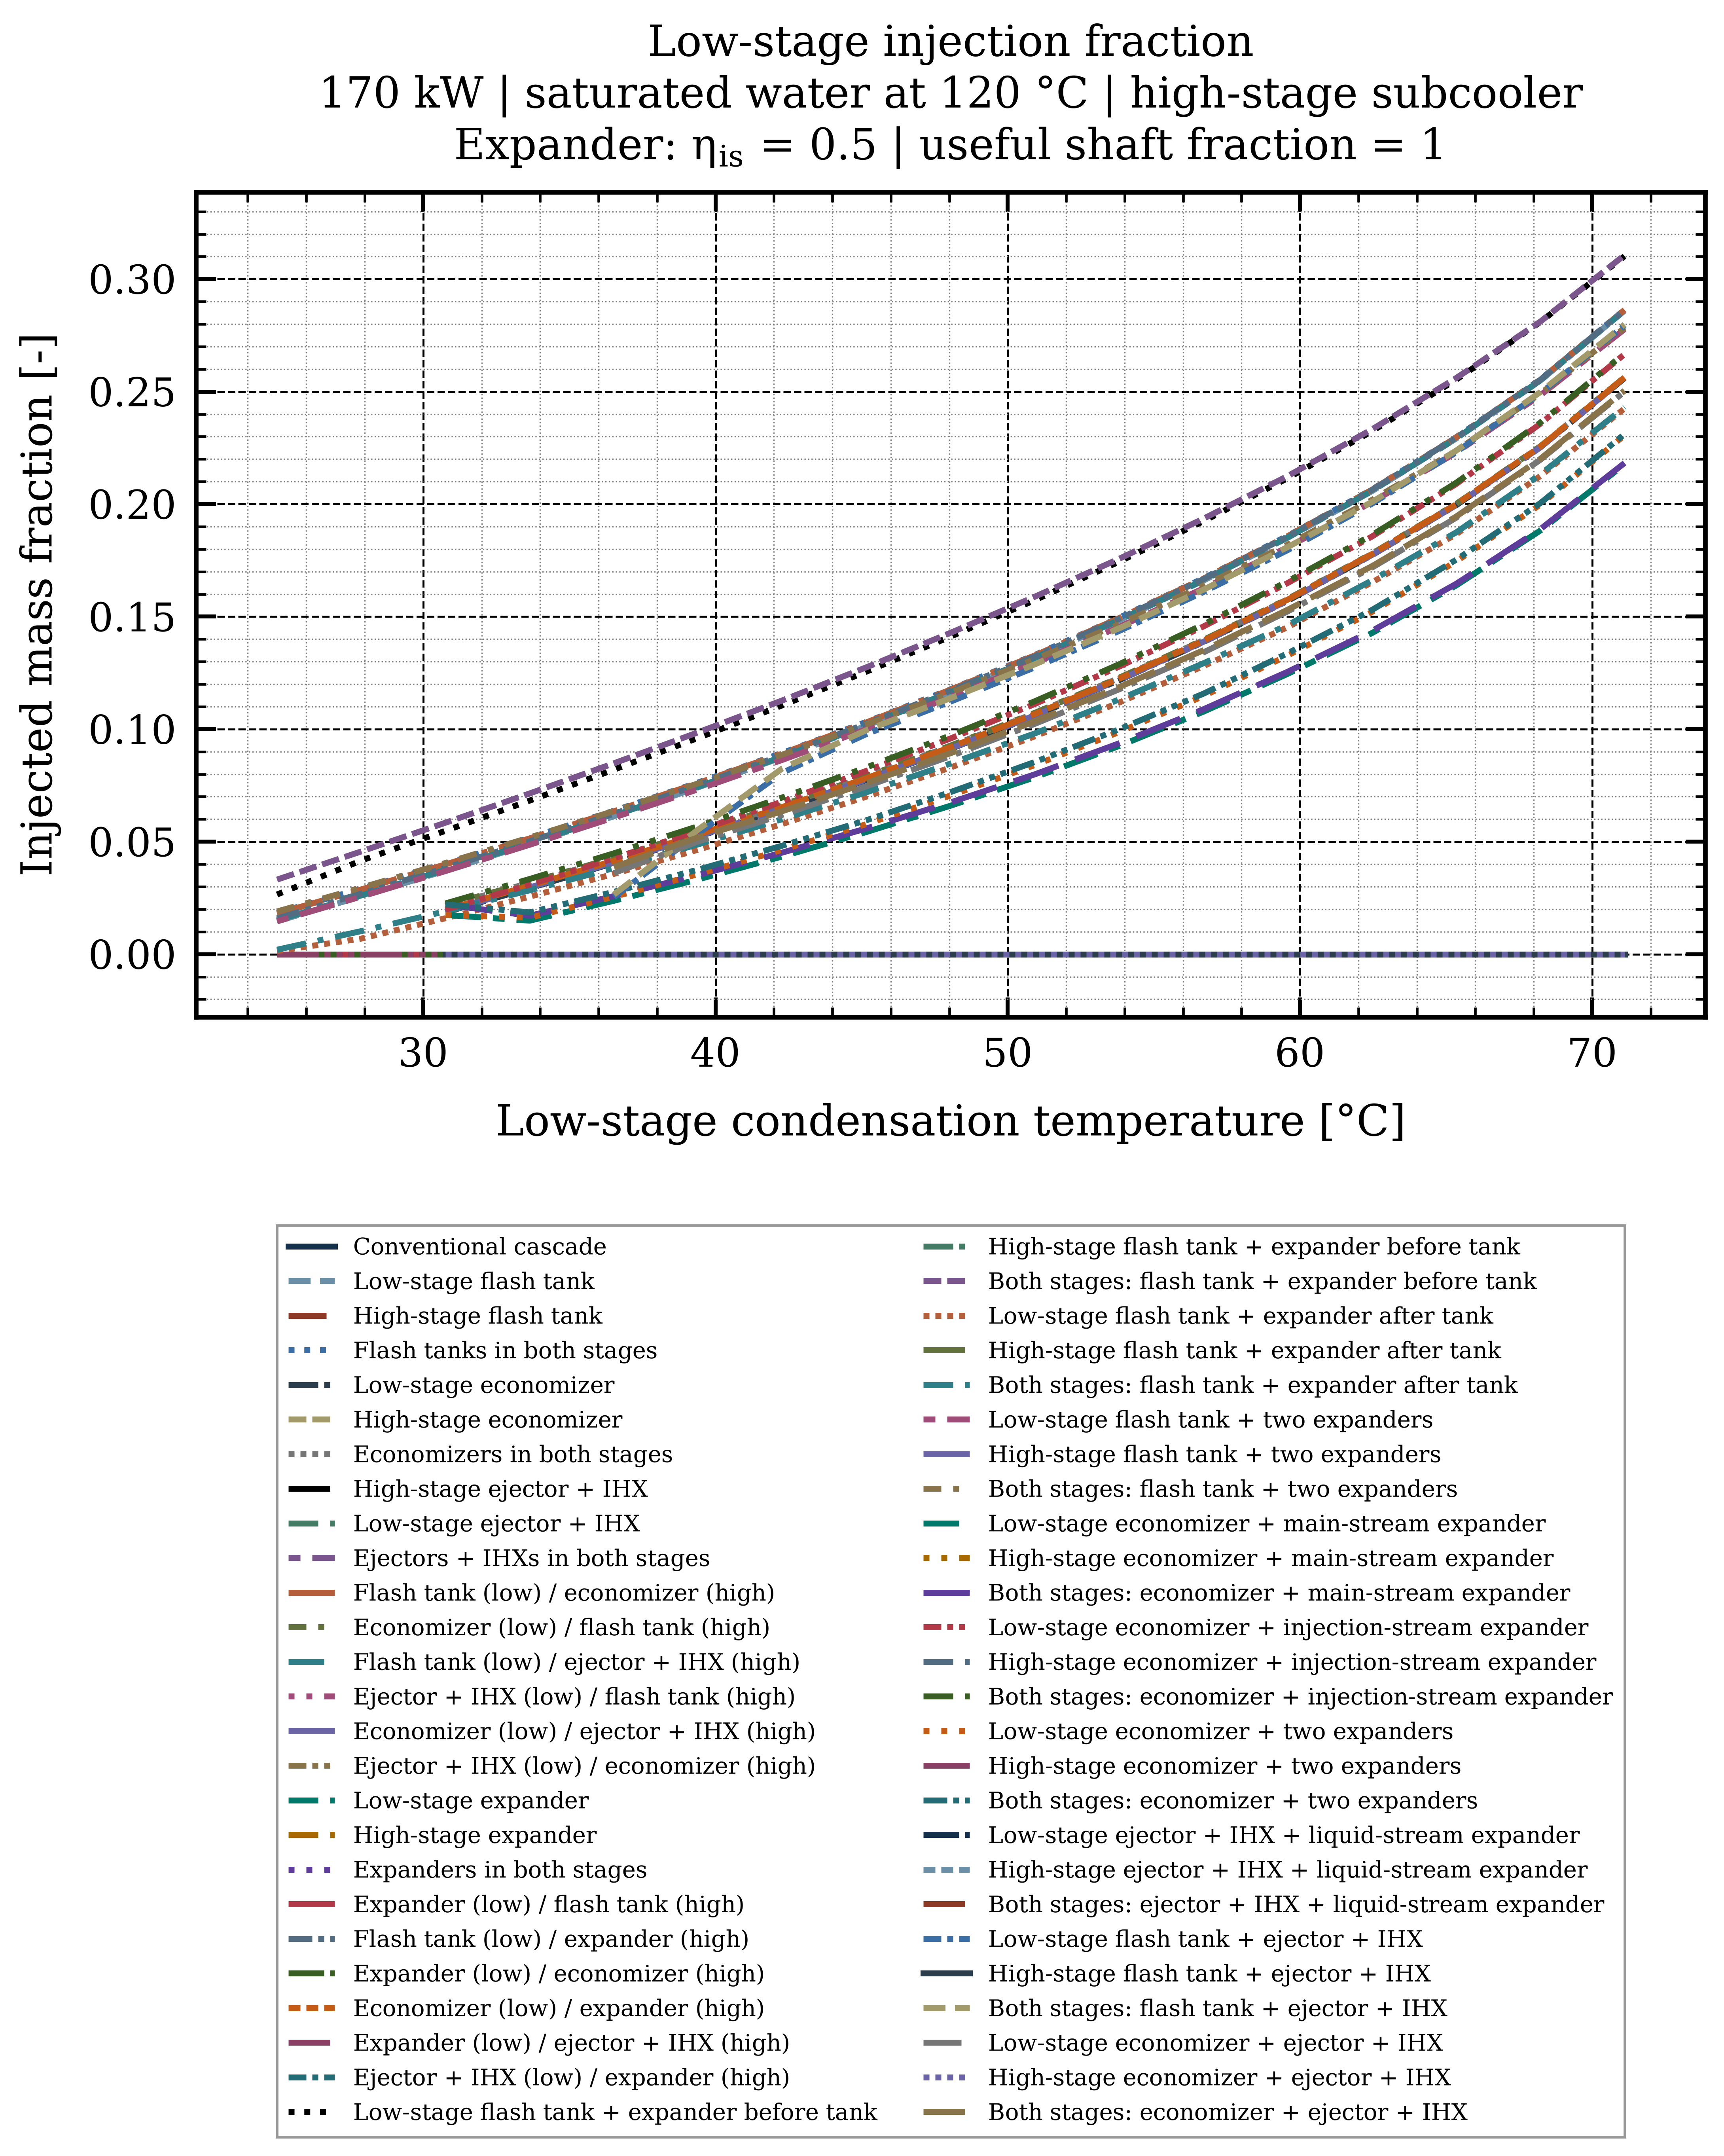 Low-stage injection fraction
170 kW | saturated water at 120 °C | high-stage subcooler
Expander: ηis = 0.5 | useful shaft fraction = 1
Injected mass fraction [-]
0.30
0.25
0.20
0.15
0.10
0.05
0.00
30 40 50 60 70
Low-stage condensation temperature [°C]
Conventional cascade
Low-stage flash tank
High-stage flash tank
Flash tanks in both stages
Low-stage economizer
High-stage economizer
Economizers in both stages
High-stage ejector + IHX
Low-stage ejector + IHX
Ejectors + IHXs in both stages
Flash tank (low) / economizer (high)
Economizer (low) / flash tank (high)
Flash tank (low) / ejector + IHX (high)
Ejector + IHX (low) / flash tank (high)
Economizer (low) / ejector + IHX (high)
Ejector + IHX (low) / economizer (high)
Low-stage expander
High-stage expander
Expanders in both stages
Expander (low) / flash tank (high)
Flash tank (low) / expander (high)
Expander (low) / economizer (high)
Economizer (low) / expander (high)
Expander (low) / ejector + IHX (high)
Ejector + IHX (low) / expander (high)
Low-stage flash tank + expander before tank
High-stage flash tank + expander before tank
Both stages: flash tank + expander before tank
Low-stage flash tank + expander after tank
High-stage flash tank + expander after tank
Both stages: flash tank + expander after tank
Low-stage flash tank + two expanders
High-stage flash tank + two expanders
Both stages: flash tank + two expanders
Low-stage economizer + main-stream expander
High-stage economizer + main-stream expander
Both stages: economizer + main-stream expander
Low-stage economizer + injection-stream expander
High-stage economizer + injection-stream expander
Both stages: economizer + injection-stream expander
Low-stage economizer + two expanders
High-stage economizer + two expanders
Both stages: economizer + two expanders
Low-stage ejector + IHX + liquid-stream expander
High-stage ejector + IHX + liquid-stream expander
Both stages: ejector + IHX + liquid-stream expander
Low-stage flash tank + ejector + IHX
High-stage flash tank + ejector + IHX
Both stages: flash tank + ejector + IHX
Low-stage economizer + ejector + IHX
High-stage economizer + ejector + IHX
Both stages: economizer + ejector + IHX